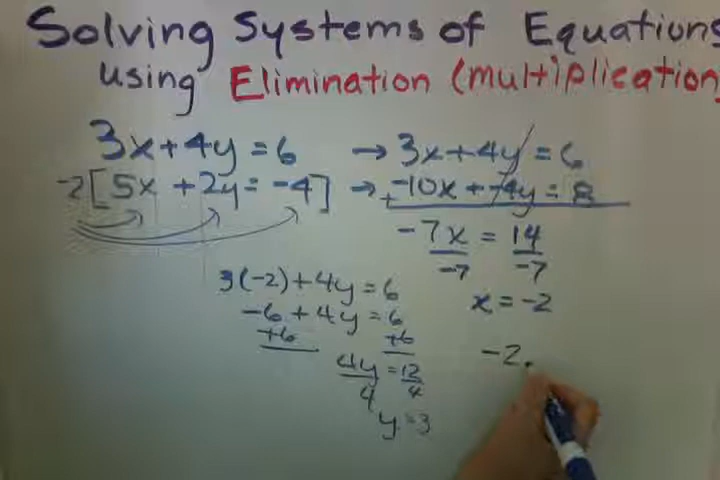 Solving Systems of Equations
using Elimination (multiplication)
3x+4y=6 → 3x+4y=6
-2[5x+2y=-4] → + -10x+-4y=8
-7x = 14
-7 -7
3(-2)+4y=6
x=-2
-6+4y=6
+6 +6
-2,
4y=12
4 4
y=3